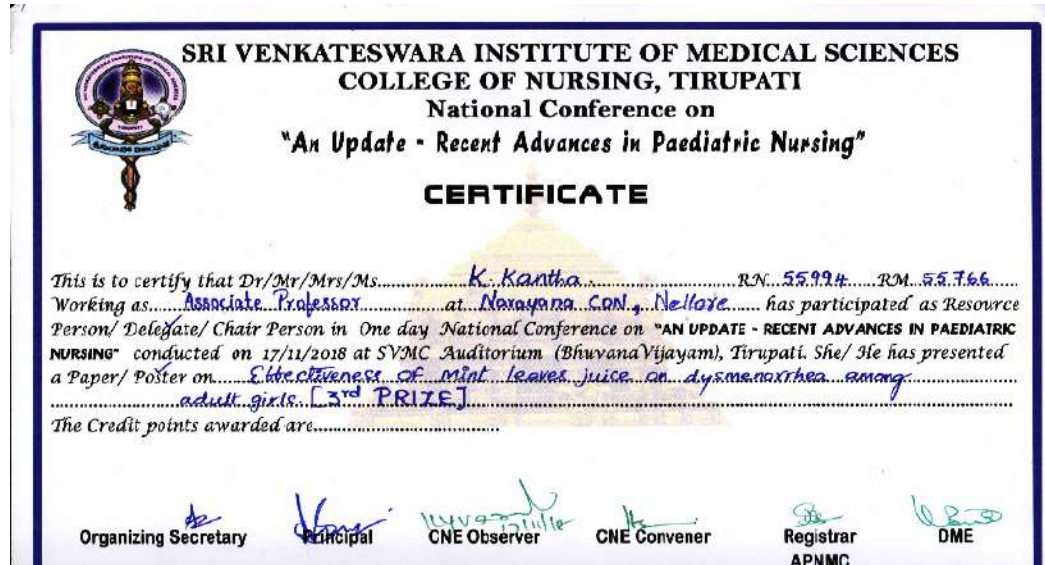 SRI VENKATESWARA INSTITUTE OF MEDICAL SCIENCES
COLLEGE OF NURSING, TIRUPATI
National Conference on
"An Update - Recent Advances in Paediatric Nursing"
CERTIFICATE
This is to certify that Dr/Mr/Mrs/Ms. K. Kantha RN. 55994 RM. 55766
Working as Associate Professor at Narayana CON, Nellore has participated as Resource
Person/ Delegate/ Chair Person in One day National Conference on "AN UPDATE - RECENT ADVANCES IN PAEDIATRIC
NURSING" conducted on 17/11/2018 at SVMC Auditorium (BhuvanaVijayam), Tirupati. She/ He has presented
a Paper/ Poster on Effectiveness of Mint leaves juice on dysmenorrhea among
adult girls. [3rd PRIZE]
The Credit points awarded are
17/11/18
Organizing Secretary Principal CNE Observer CNE Convener Registrar DME
APNMC